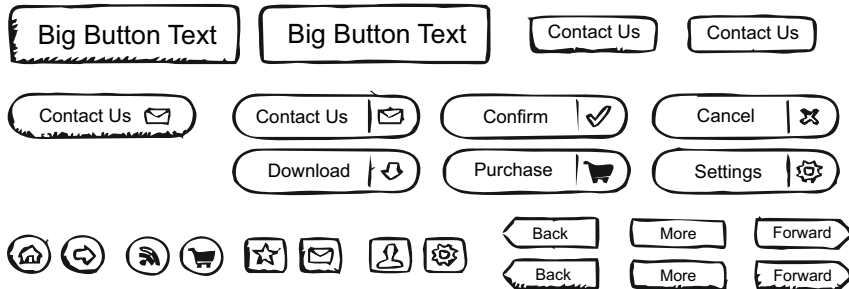 Big Button Text Big Button Text Contact Us Contact Us
Contact Us Contact Us Confirm Cancel
Download Purchase Settings
Back More Forward
Back More Forward